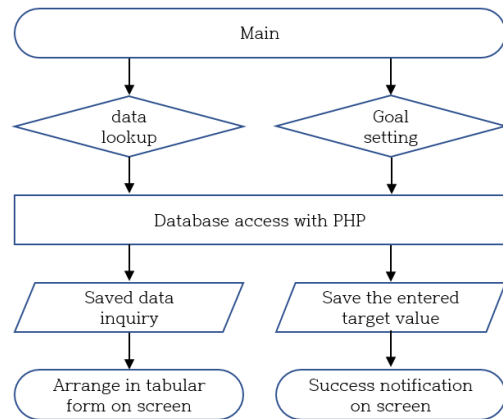 Main
data
lookup
Goal
setting
Database access with PHP
Saved data
inquiry
Save the entered
target value
Arrange in tabular
form on screen
Success notification
on screen